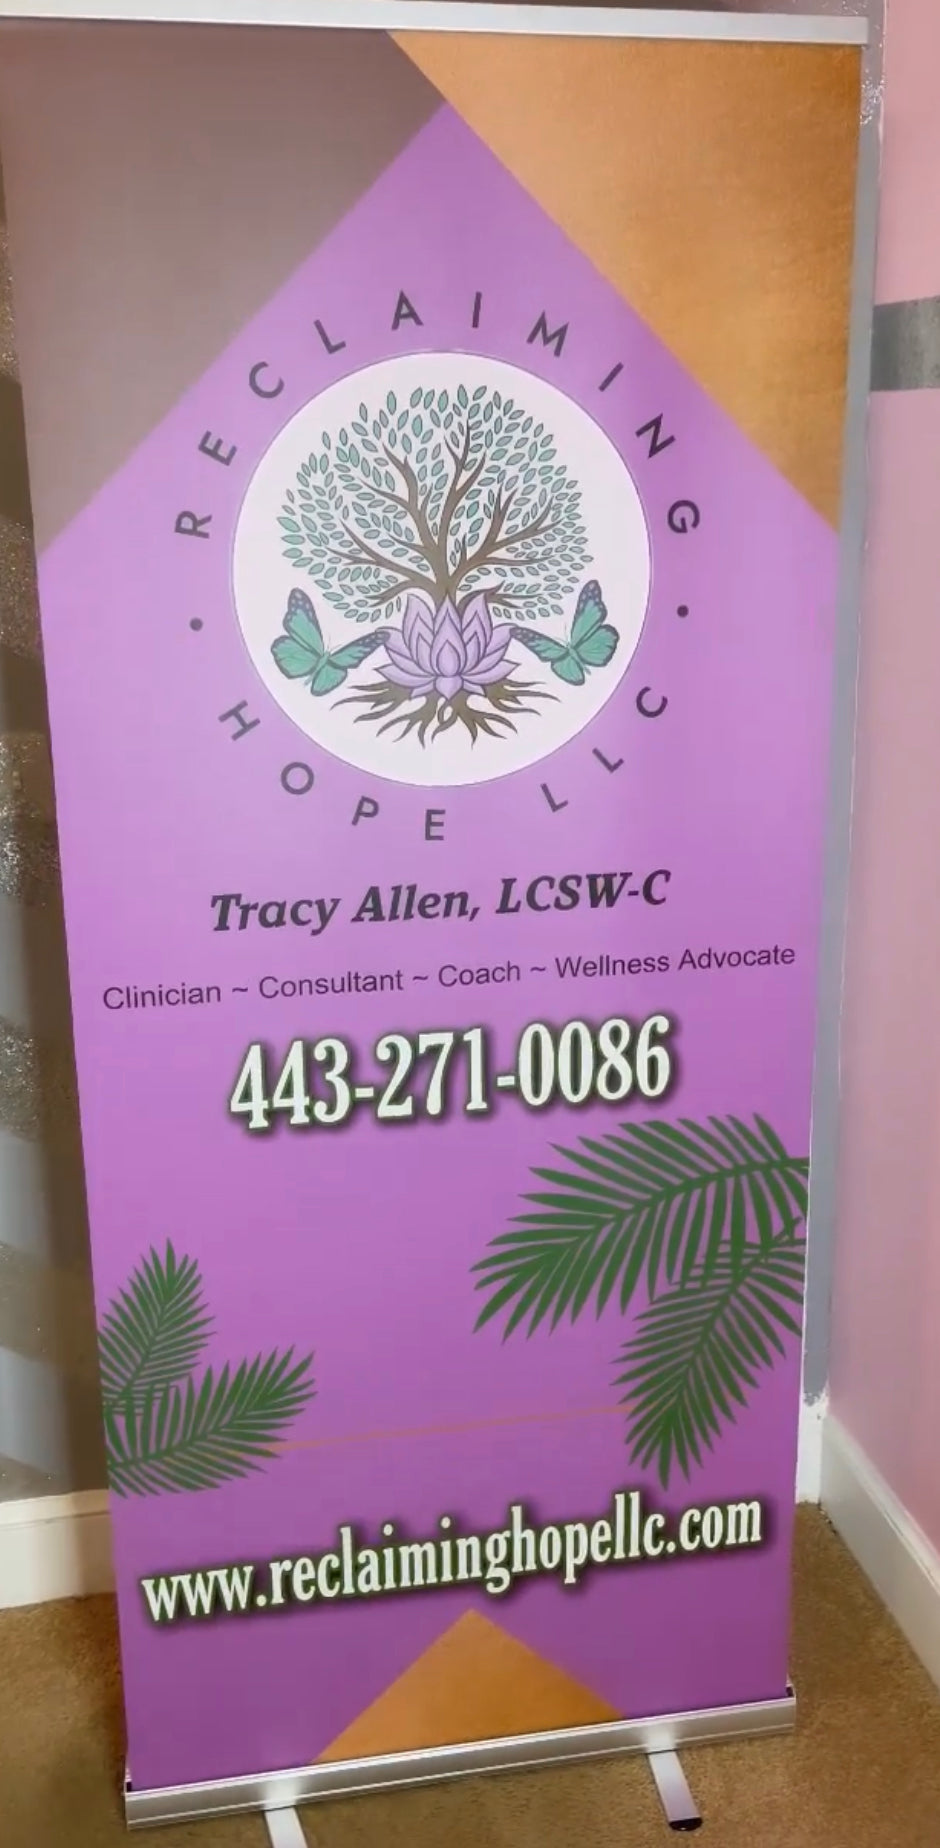 RECLAIMING
• HOPE LLC •
Tracy Allen, LCSW-C
Clinician ~ Consultant ~ Coach ~ Wellness Advocate
443-271-0086
www.reclaiminghopellc.com